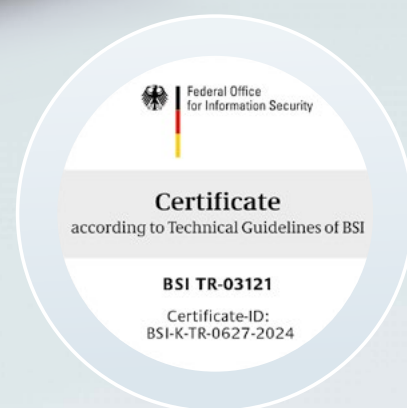 Federal Office
for Information Security
Certificate
according to Technical Guidelines of BSI
BSI TR-03121
Certificate-ID:
BSI-K-TR-0627-2024